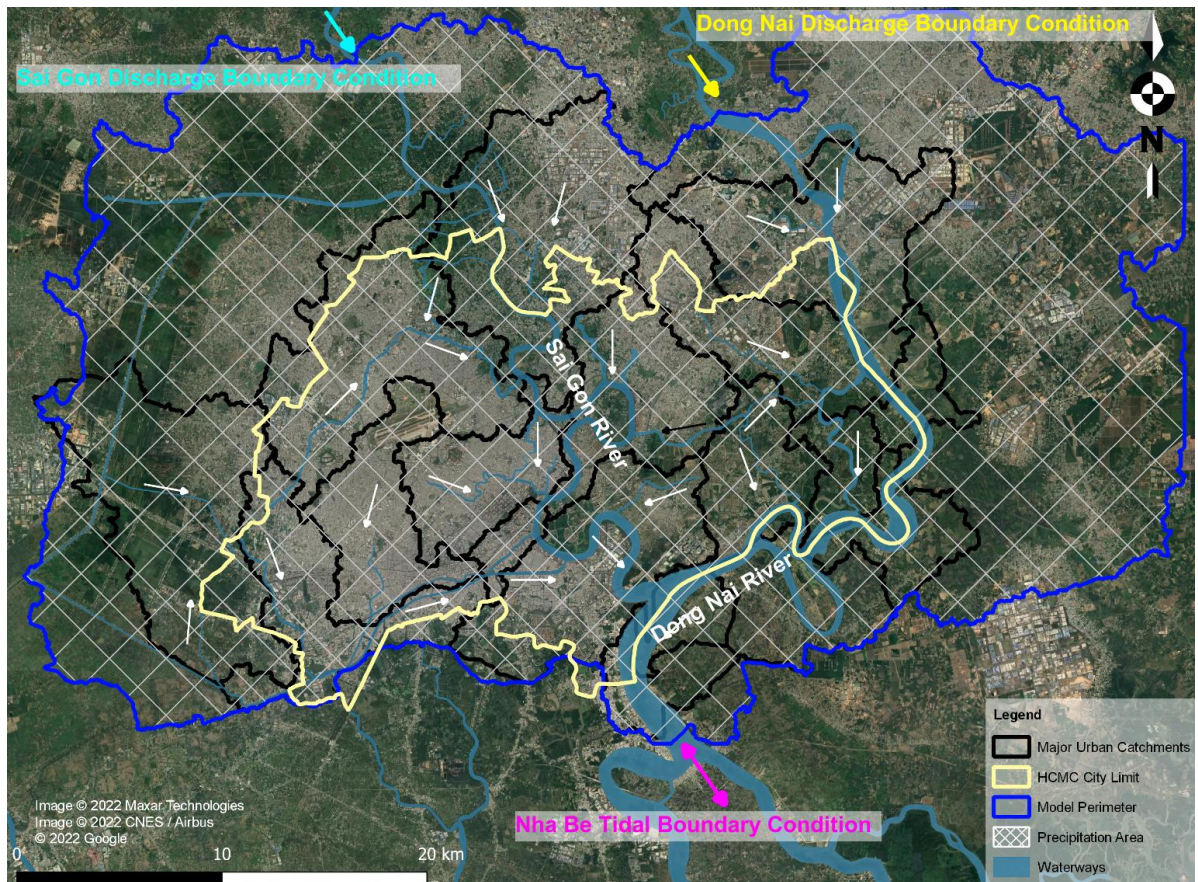 Dong Nai Discharge Boundary Condition
Sai Gon Discharge Boundary Condition
N
Sai Gon River
Dong Nai River
Legend
Major Urban Catchments
HCMC City Limit
Model Perimeter
Precipitation Area
Waterways
Nha Be Tidal Boundary Condition
Image © 2022 Maxar Technologies
Image © 2022 CNES / Airbus
© 2022 Google
0 10 20 km